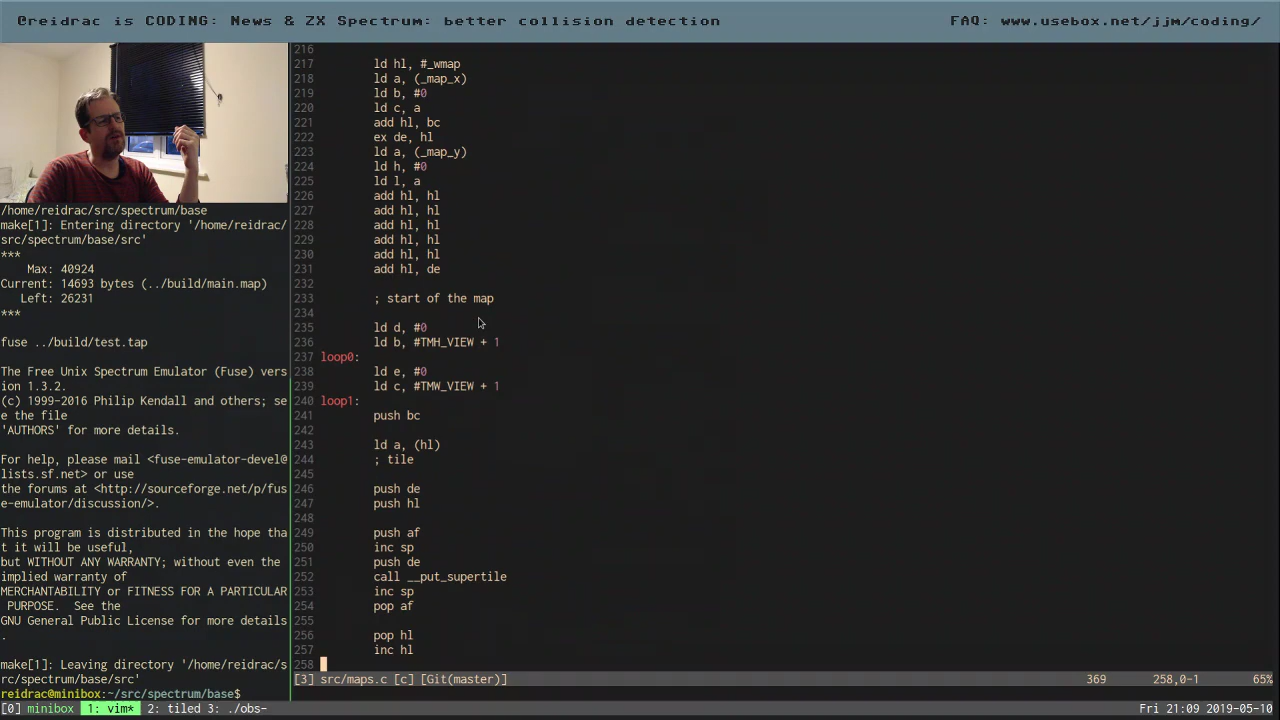 @reidrac is CODING: News & ZX Spectrum: better collision detection
FAQ: www.usebox.net/jjm/coding/
/home/reidrac/src/spectrum/base
make[1]: Entering directory '/home/reidrac/
src/spectrum/base/src'
***
Max: 40924
Current: 14693 bytes (../build/main.map)
Left: 26231
***
fuse ../build/test.tap
The Free Unix Spectrum Emulator (Fuse) vers
ion 1.3.2.
(c) 1999-2016 Philip Kendall and others; se
e the file
'AUTHORS' for more details.
For help, please mail <fuse-emulator-devel@
lists.sf.net> or use
the forums at <http://sourceforge.net/p/fus
e-emulator/discussion/>.
This program is distributed in the hope tha
t it will be useful,
but WITHOUT ANY WARRANTY; without even the
implied warranty of
MERCHANTABILITY or FITNESS FOR A PARTICULAR
PURPOSE.  See the
GNU General Public License for more details
.
make[1]: Leaving directory '/home/reidrac/s
rc/spectrum/base/src'
reidrac@minibox:~/src/spectrum/base$
216
217 ld hl, #_wmap
218 ld a, (_map_x)
219 ld b, #0
220 ld c, a
221 add hl, bc
222 ex de, hl
223 ld a, (_map_y)
224 ld h, #0
225 ld l, a
226 add hl, hl
227 add hl, hl
228 add hl, hl
229 add hl, hl
230 add hl, hl
231 add hl, de
232
233 ; start of the map
234
235 ld d, #0
236 ld b, #TMH_VIEW + 1
237 loop0:
238 ld e, #0
239 ld c, #TMW_VIEW + 1
240 loop1:
241 push bc
242
243 ld a, (hl)
244 ; tile
245
246 push de
247 push hl
248
249 push af
250 inc sp
251 push de
252 call __put_supertile
253 inc sp
254 pop af
255
256 pop hl
257 inc hl
258
[3] src/maps.c [c] [Git(master)] 369 258,0-1 65%
[0] minibox 1: vim* 2: tiled 3: ./obs- Fri 21:09 2019-05-10